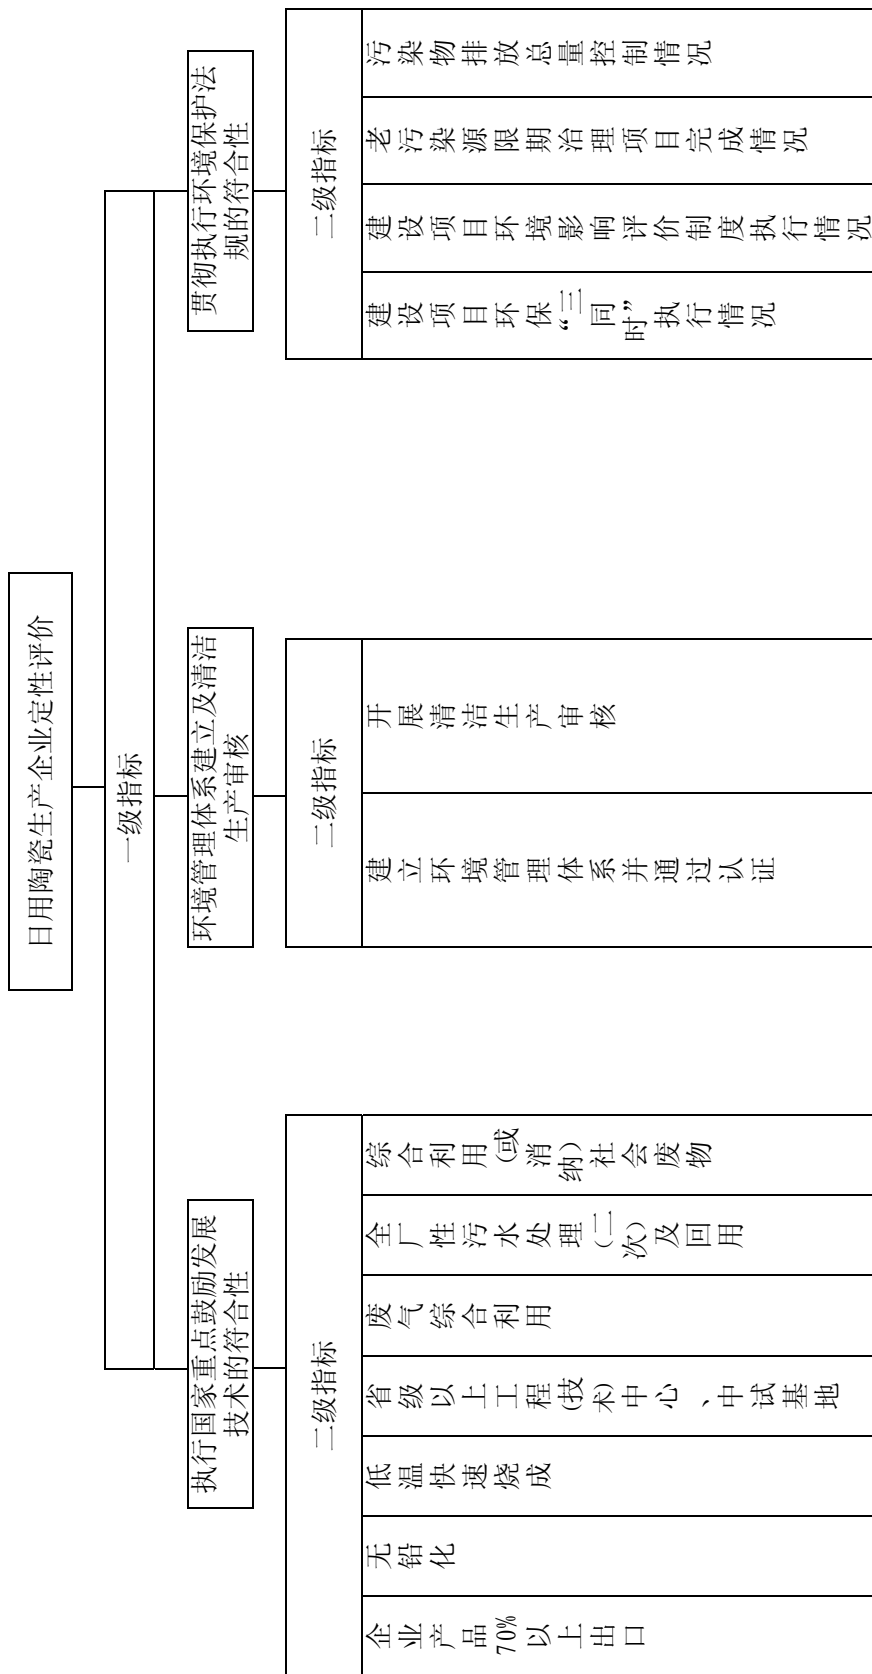 日用陶瓷生产企业定性评价
一级指标
执行国家重点鼓励发展
技术的符合性
环境管理体系建立及清洁
生产审核
贯彻执行环境保护法
规的符合性
二级指标
二级指标
二级指标
企业产品70%以上出口
无铅化
低温快速烧成
省级以上工程(技术)中心、中试基地
废气综合利用
全厂性污水处理(二次)及回用
综合利用(或消纳)社会废物
建立环境管理体系并通过认证
开展清洁生产审核
建设项目环保“三同时”执行情况
建设项目环境影响评价制度执行情况
老污染源限期治理项目完成情况
污染物排放总量控制情况